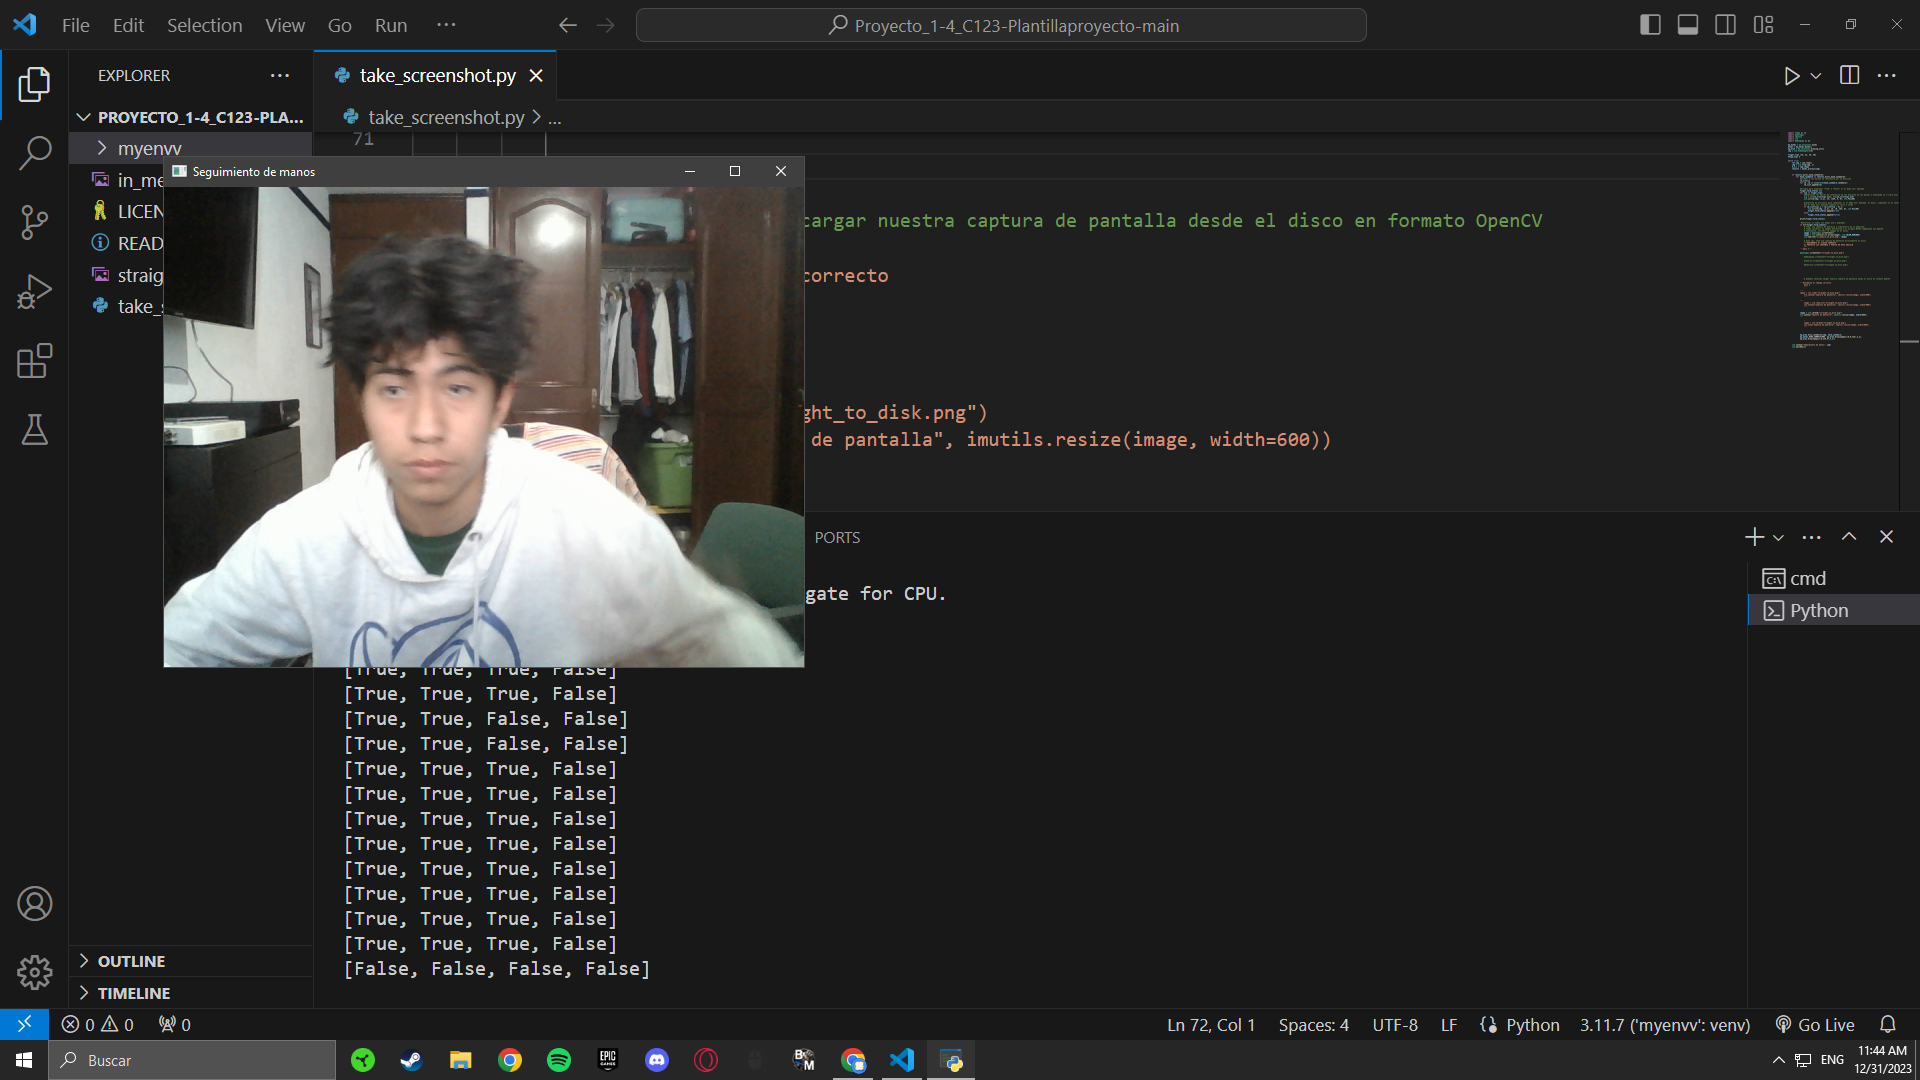 File Edit Selection View Go Run ...
Proyecto_1-4_C123-Plantillaproyecto-main
EXPLORER
take_screenshot.py
PROYECTO_1-4_C123-PLA...
take_screenshot.py > ...
myenvv
71
in_me
LICEN
READ
straig
take_s
Seguimiento de manos
cargar nuestra captura de pantalla desde el disco en formato OpenCV
correcto
ght_to_disk.png")
de pantalla", imutils.resize(image, width=600))
PORTS
gate for CPU.
cmd
Python
[True, True, True, False]
[True, True, True, False]
[True, True, False, False]
[True, True, False, False]
[True, True, True, False]
[True, True, True, False]
[True, True, True, False]
[True, True, True, False]
[True, True, True, False]
[True, True, True, False]
[True, True, True, False]
[True, True, True, False]
[False, False, False, False]
OUTLINE
TIMELINE
0 0 0
Ln 72, Col 1 Spaces: 4 UTF-8 LF Python 3.11.7 ('myenvv': venv) Go Live
Buscar
EPIC GAMES
ENG
11:44 AM
12/31/2023